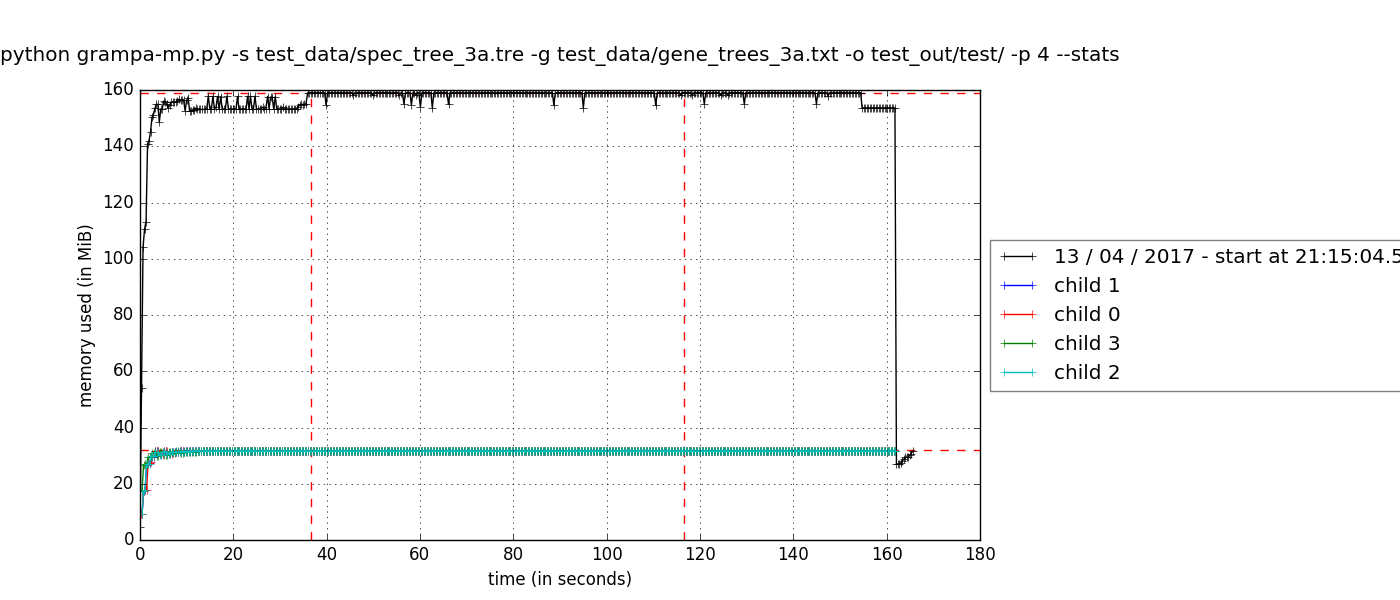 python grampa-mp.py -s test_data/spec_tree_3a.tre -g test_data/gene_trees_3a.txt -o test_out/test/ -p 4 --stats
160
140
120
100
80
60
40
20
0
memory used (in MiB)
0 20 40 60 80 100 120 140 160 180
time (in seconds)
13 / 04 / 2017 - start at 21:15:04.5
child 1
child 0
child 3
child 2